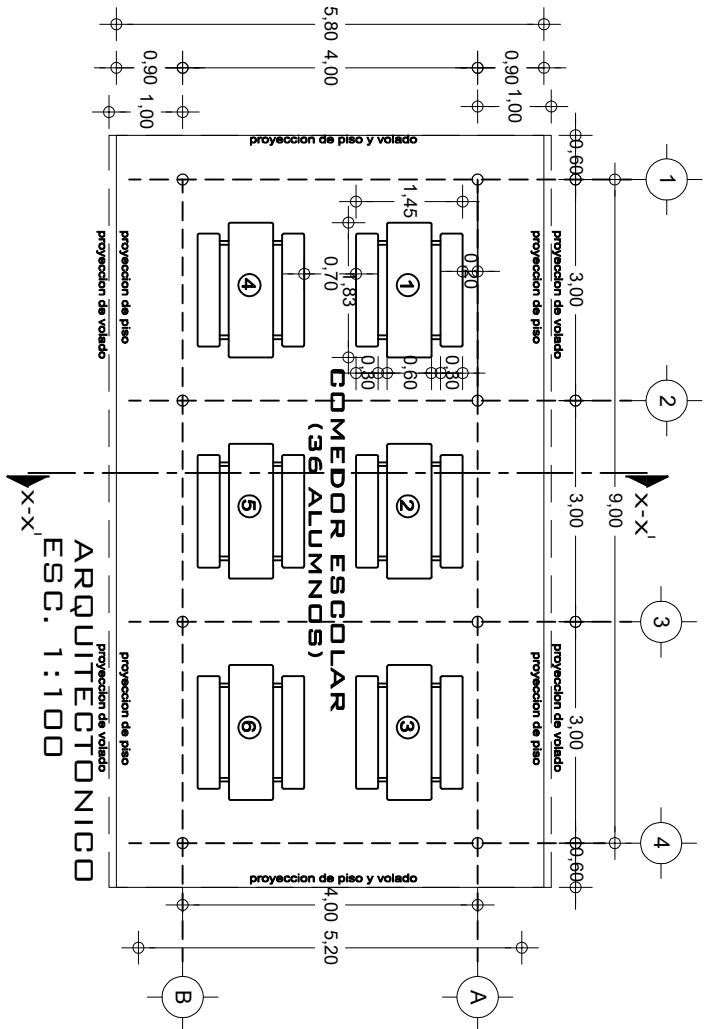 1
2
3
4
X-X'
9,00
0,60
3,00
3,00
3,00
0,60
proyeccion de volado
proyeccion de piso
proyeccion de volado
proyeccion de piso
5,80
0,90
4,00
0,90
1,00
1,00
proyeccion de piso y volado
0,20
1,45
1,83
0,70
0,30
0,60
0,30
1
2
3
COMEDOR ESCOLAR
(36 ALUMNOS)
4
5
6
proyeccion de piso y volado
4,00
5,20
A
B
proyeccion de piso
proyeccion de volado
proyeccion de piso
proyeccion de volado
X-X'
ARQUITECTONICO
ESC. 1:100